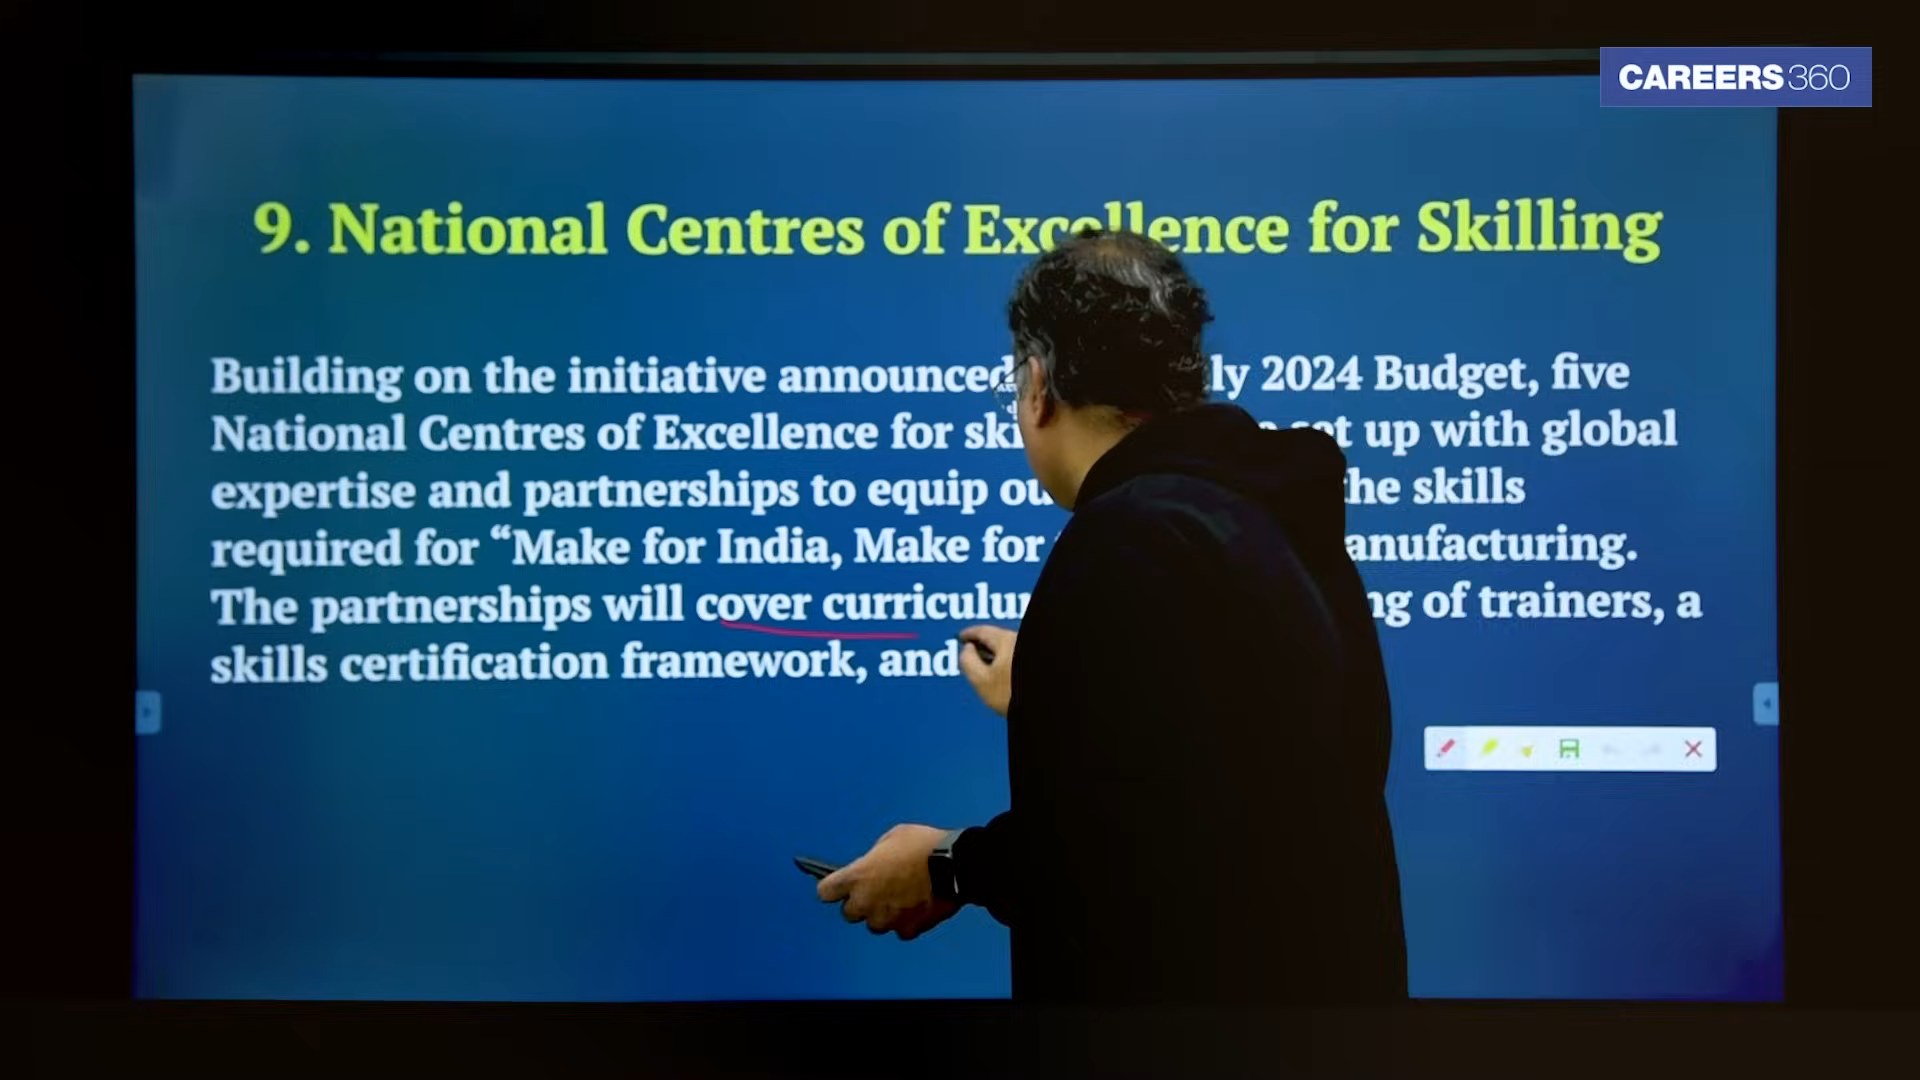 CAREERS360
9. National Centres of Excellence for Skilling
Building on the initiative announced ly 2024 Budget, five
National Centres of Excellence for ski set up with global
expertise and partnerships to equip ou the skills
required for “Make for India, Make for anufacturing.
The partnerships will cover curriculu ng of trainers, a
skills certification framework, and